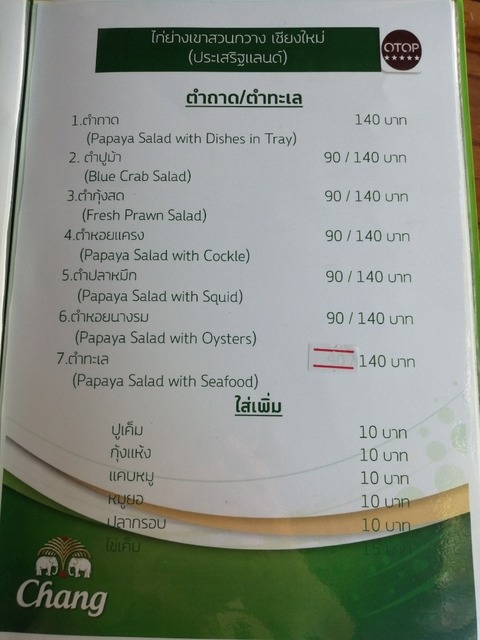 ไก่ย่างเขาสวนกวาง เชียงใหม่
(ประเสริฐแลนด์)
OTOP
ตำถาด/ตำทะเล
1.ตำถาด 140 บาท
(Papaya Salad with Dishes in Tray)
2. ตำปูม้า 90 / 140 บาท
(Blue Crab Salad)
3.ตำกุ้งสด 90 / 140 บาท
(Fresh Prawn Salad)
4.ตำหอยแครง 90 / 140 บาท
(Papaya Salad with Cockle)
5.ตำปลาหมึก 90 / 140 บาท
(Papaya Salad with Squid)
6.ตำหอยนางรม 90 / 140 บาท
(Papaya Salad with Oysters)
7.ตำทะเล 140 บาท
(Papaya Salad with Seafood)
ใส่เพิ่ม
ปูเค็ม 10 บาท
กุ้งแห้ง 10 บาท
แคบหมู 10 บาท
หมูยอ 10 บาท
ปลากรอบ 10 บาท
ไข่เค็ม 15 บาท
Chang